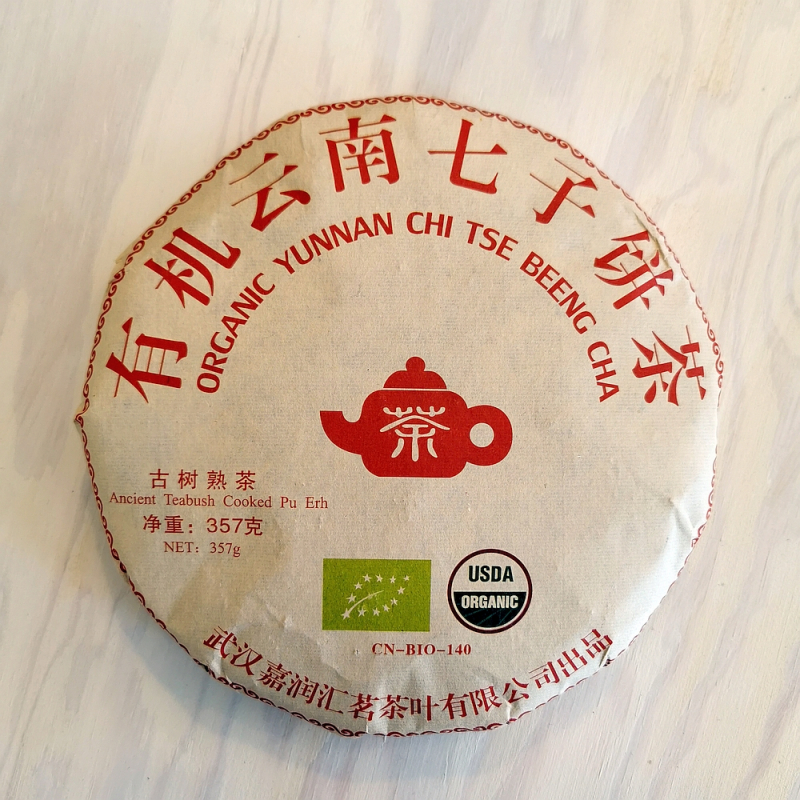 有机云南七子饼茶
ORGANIC YUNNAN CHI TSE BEENG CHA
茶
古树熟茶
Ancient Teabush Cooked Pu Erh
净重：357克
NET：357g
USDA
ORGANIC
CN-BIO-140
武汉嘉润汇茗茶叶有限公司出品